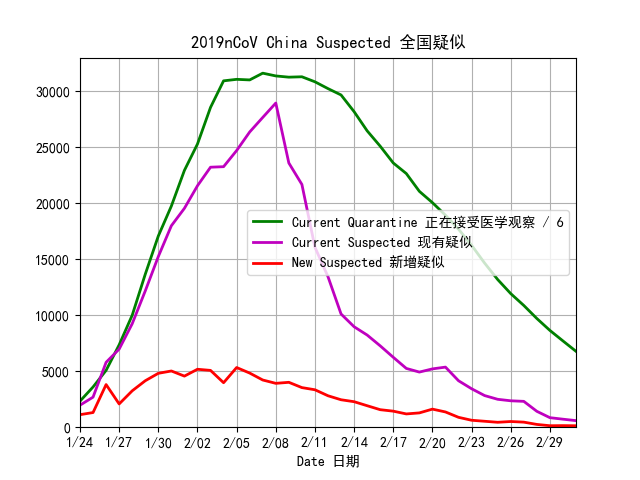 2019nCoV China Suspected 全国疑似
30000
25000
20000
15000
10000
5000
0
Current Quarantine 正在接受医学观察 / 6
Current Suspected 现有疑似
New Suspected 新增疑似
1/24 1/27 1/30 2/02 2/05 2/08 2/11 2/14 2/17 2/20 2/23 2/26 2/29
Date 日期